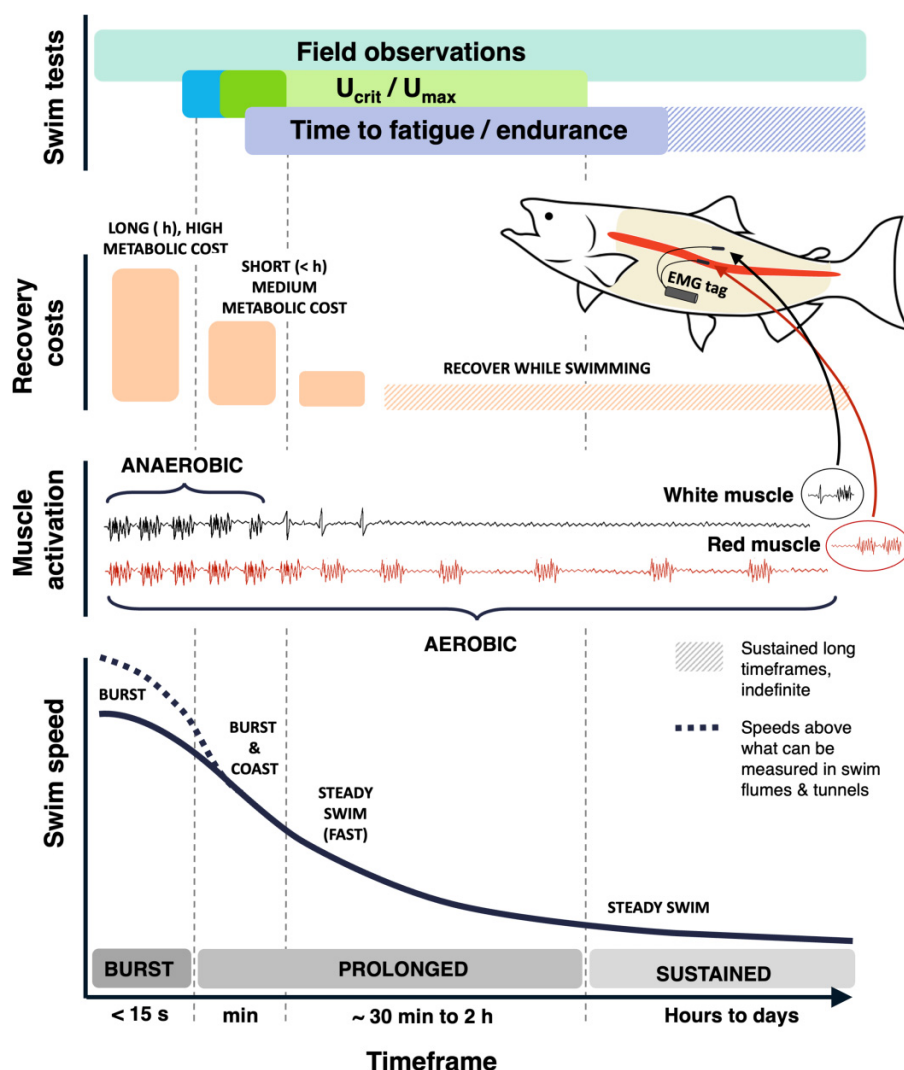 Swim tests
Field observations
Ucrit / Umax
Time to fatigue / endurance
Recovery
costs
LONG ( h), HIGH
METABOLIC COST
SHORT (< h)
MEDIUM
METABOLIC COST
RECOVER WHILE SWIMMING
EMG tag
Muscle
activation
ANAEROBIC
White muscle
Red muscle
AEROBIC
Swim speed
BURST
BURST
&
COAST
STEADY
SWIM
(FAST)
STEADY SWIM
Sustained long
timeframes,
indefinite
Speeds above
what can be
measured in swim
flumes & tunnels
BURST
PROLONGED
SUSTAINED
< 15 s
min
~ 30 min to 2 h
Hours to days
Timeframe